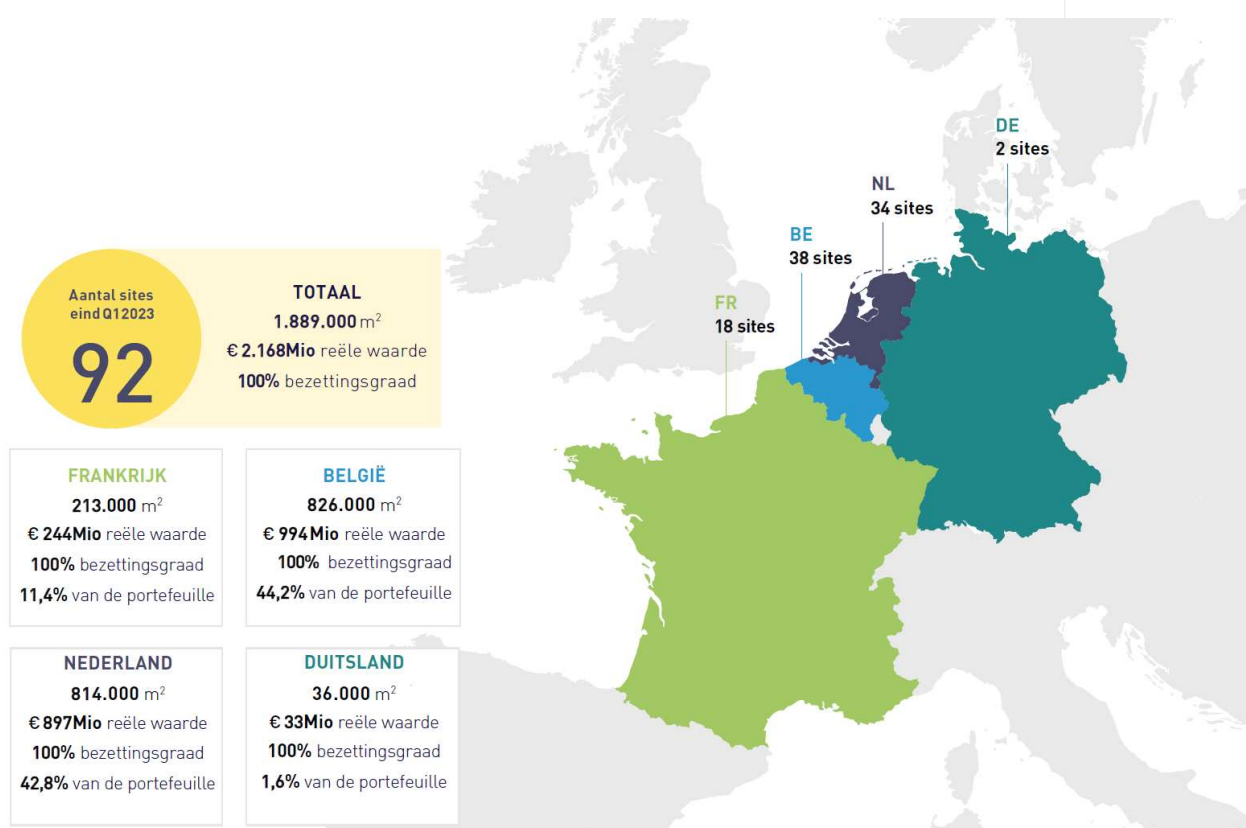 Aantal sites
eind Q12023
92
TOTAAL
1.889.000 m²
€ 2.168Mio reële waarde
100% bezettingsgraad
FRANKRIJK
213.000 m²
€ 244Mio reële waarde
100% bezettingsgraad
11,4% van de portefeuille
BELGIË
826.000 m²
€ 994Mio reële waarde
100% bezettingsgraad
44,2% van de portefeuille
NEDERLAND
814.000 m²
€ 897Mio reële waarde
100% bezettingsgraad
42,8% van de portefeuille
DUITSLAND
36.000 m²
€ 33Mio reële waarde
100% bezettingsgraad
1,6% van de portefeuille
FR
18 sites
BE
38 sites
NL
34 sites
DE
2 sites